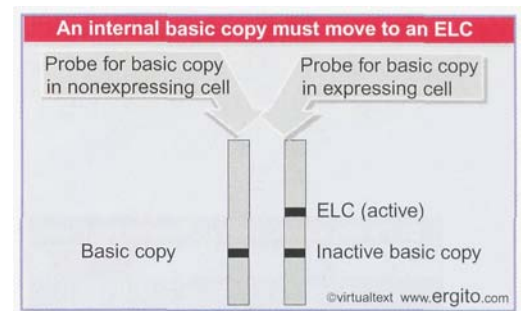 An internal basic copy must move to an ELC
Probe for basic copy
in nonexpressing cell
Probe for basic copy
in expressing cell
ELC (active)
Basic copy
Inactive basic copy
©virtualtext www.ergito.com